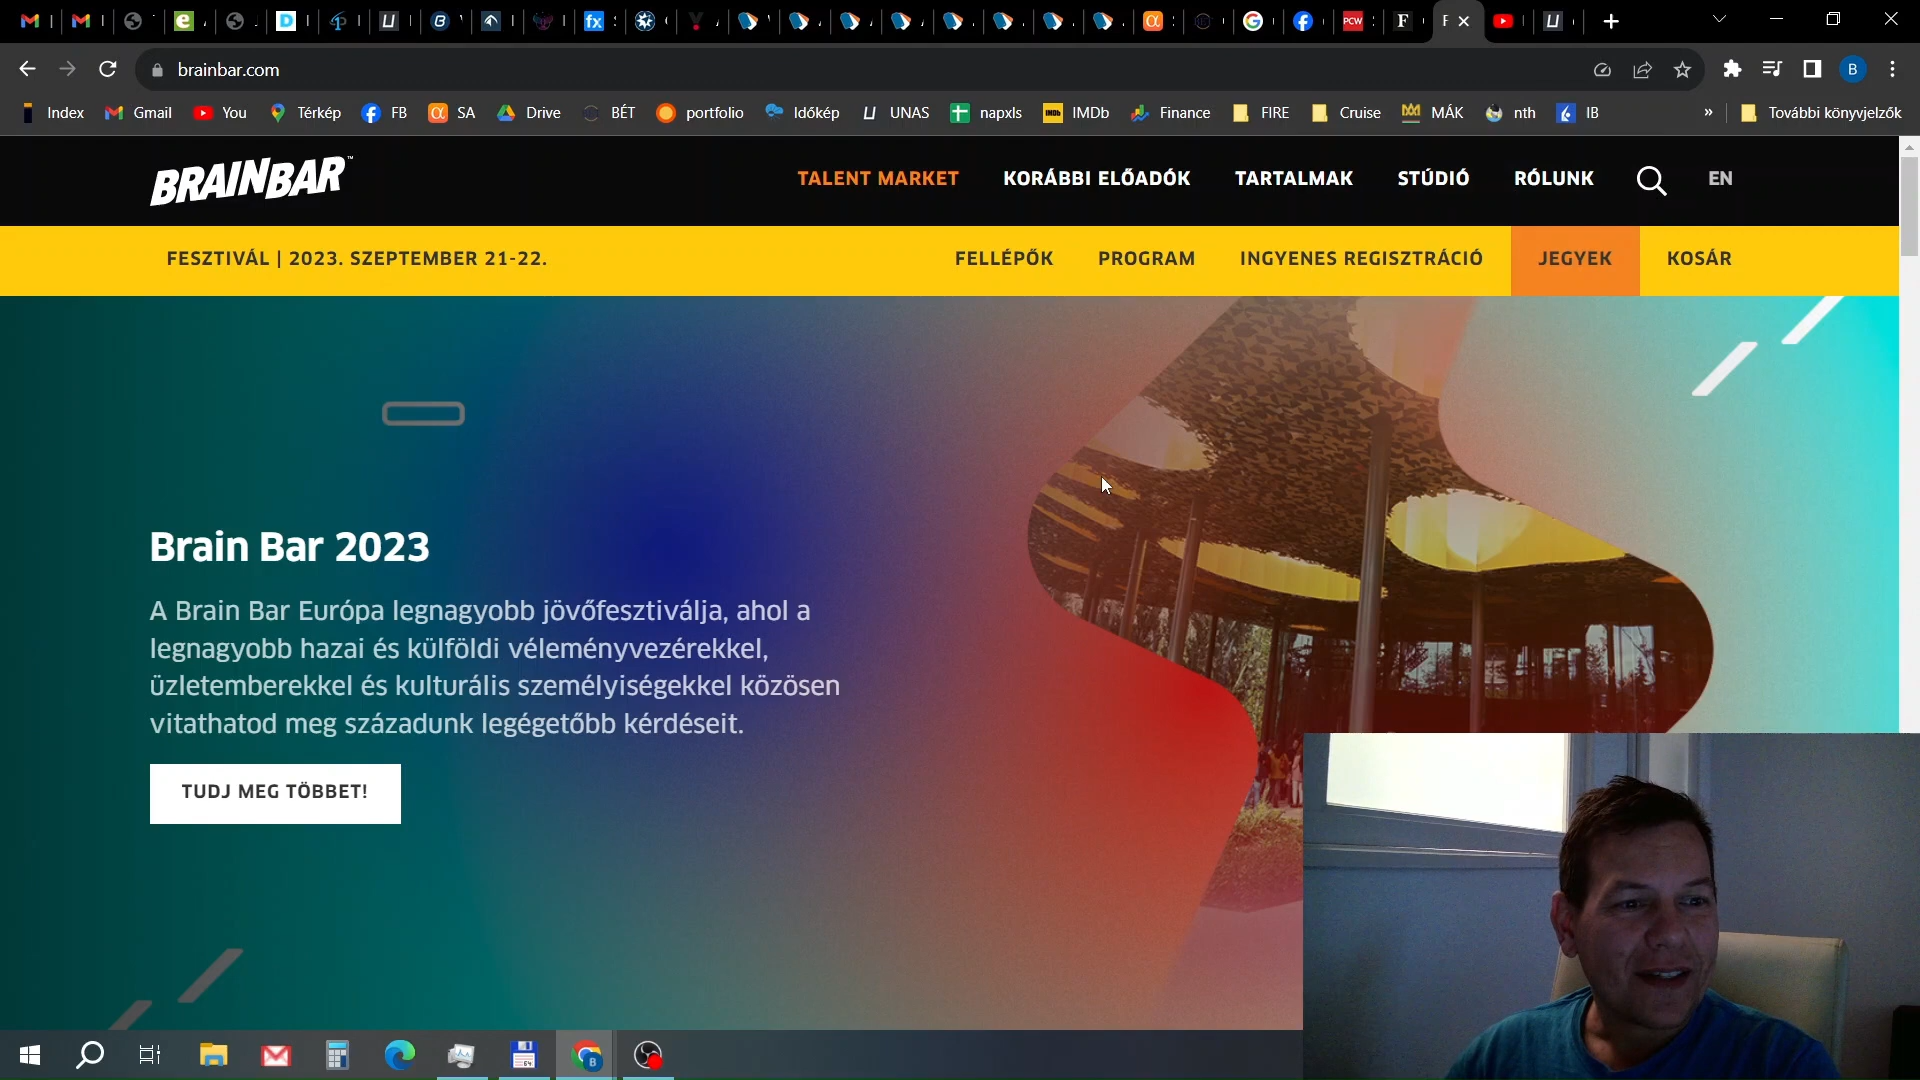 brainbar.com
B
Index
Gmail
You
Térkép
FB
SA
Drive
BÉT
portfolio
Időkép
UNAS
napxls
IMDb
Finance
FIRE
Cruise
MÁK
nth
IB
»
További könyvjelzők
BRAINBAR™
TALENT MARKET
KORÁBBI ELŐADÓK
TARTALMAK
STÚDIÓ
RÓLUNK
EN
FESZTIVÁL | 2023. SZEPTEMBER 21-22.
FELLÉPŐK
PROGRAM
INGYENES REGISZTRÁCIÓ
JEGYEK
KOSÁR
Brain Bar 2023
A Brain Bar Európa legnagyobb jövőfesztiválja, ahol a
legnagyobb hazai és külföldi véleményvezérekkel,
üzletemberekkel és kulturális személyiségekkel közösen
vitathatod meg századunk legégetőbb kérdéseit.
TUDJ MEG TÖBBET!